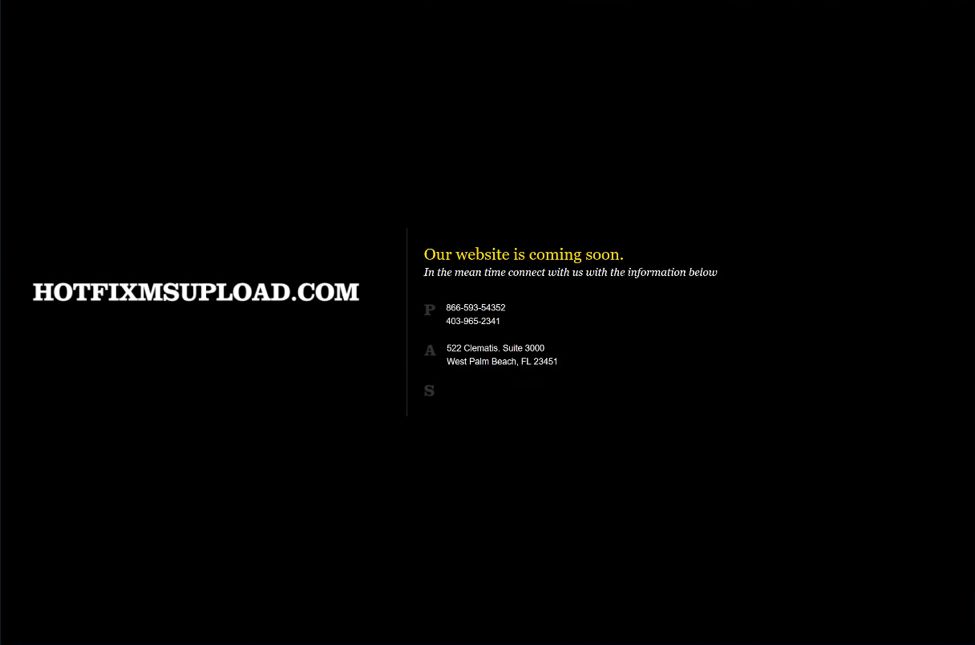 HOTFIXMSUPLOAD.COM
Our website is coming soon.
In the mean time connect with us with the information below
P
866-593-54352
403-965-2341
A
522 Clematis. Suite 3000
West Palm Beach, FL 23451
S